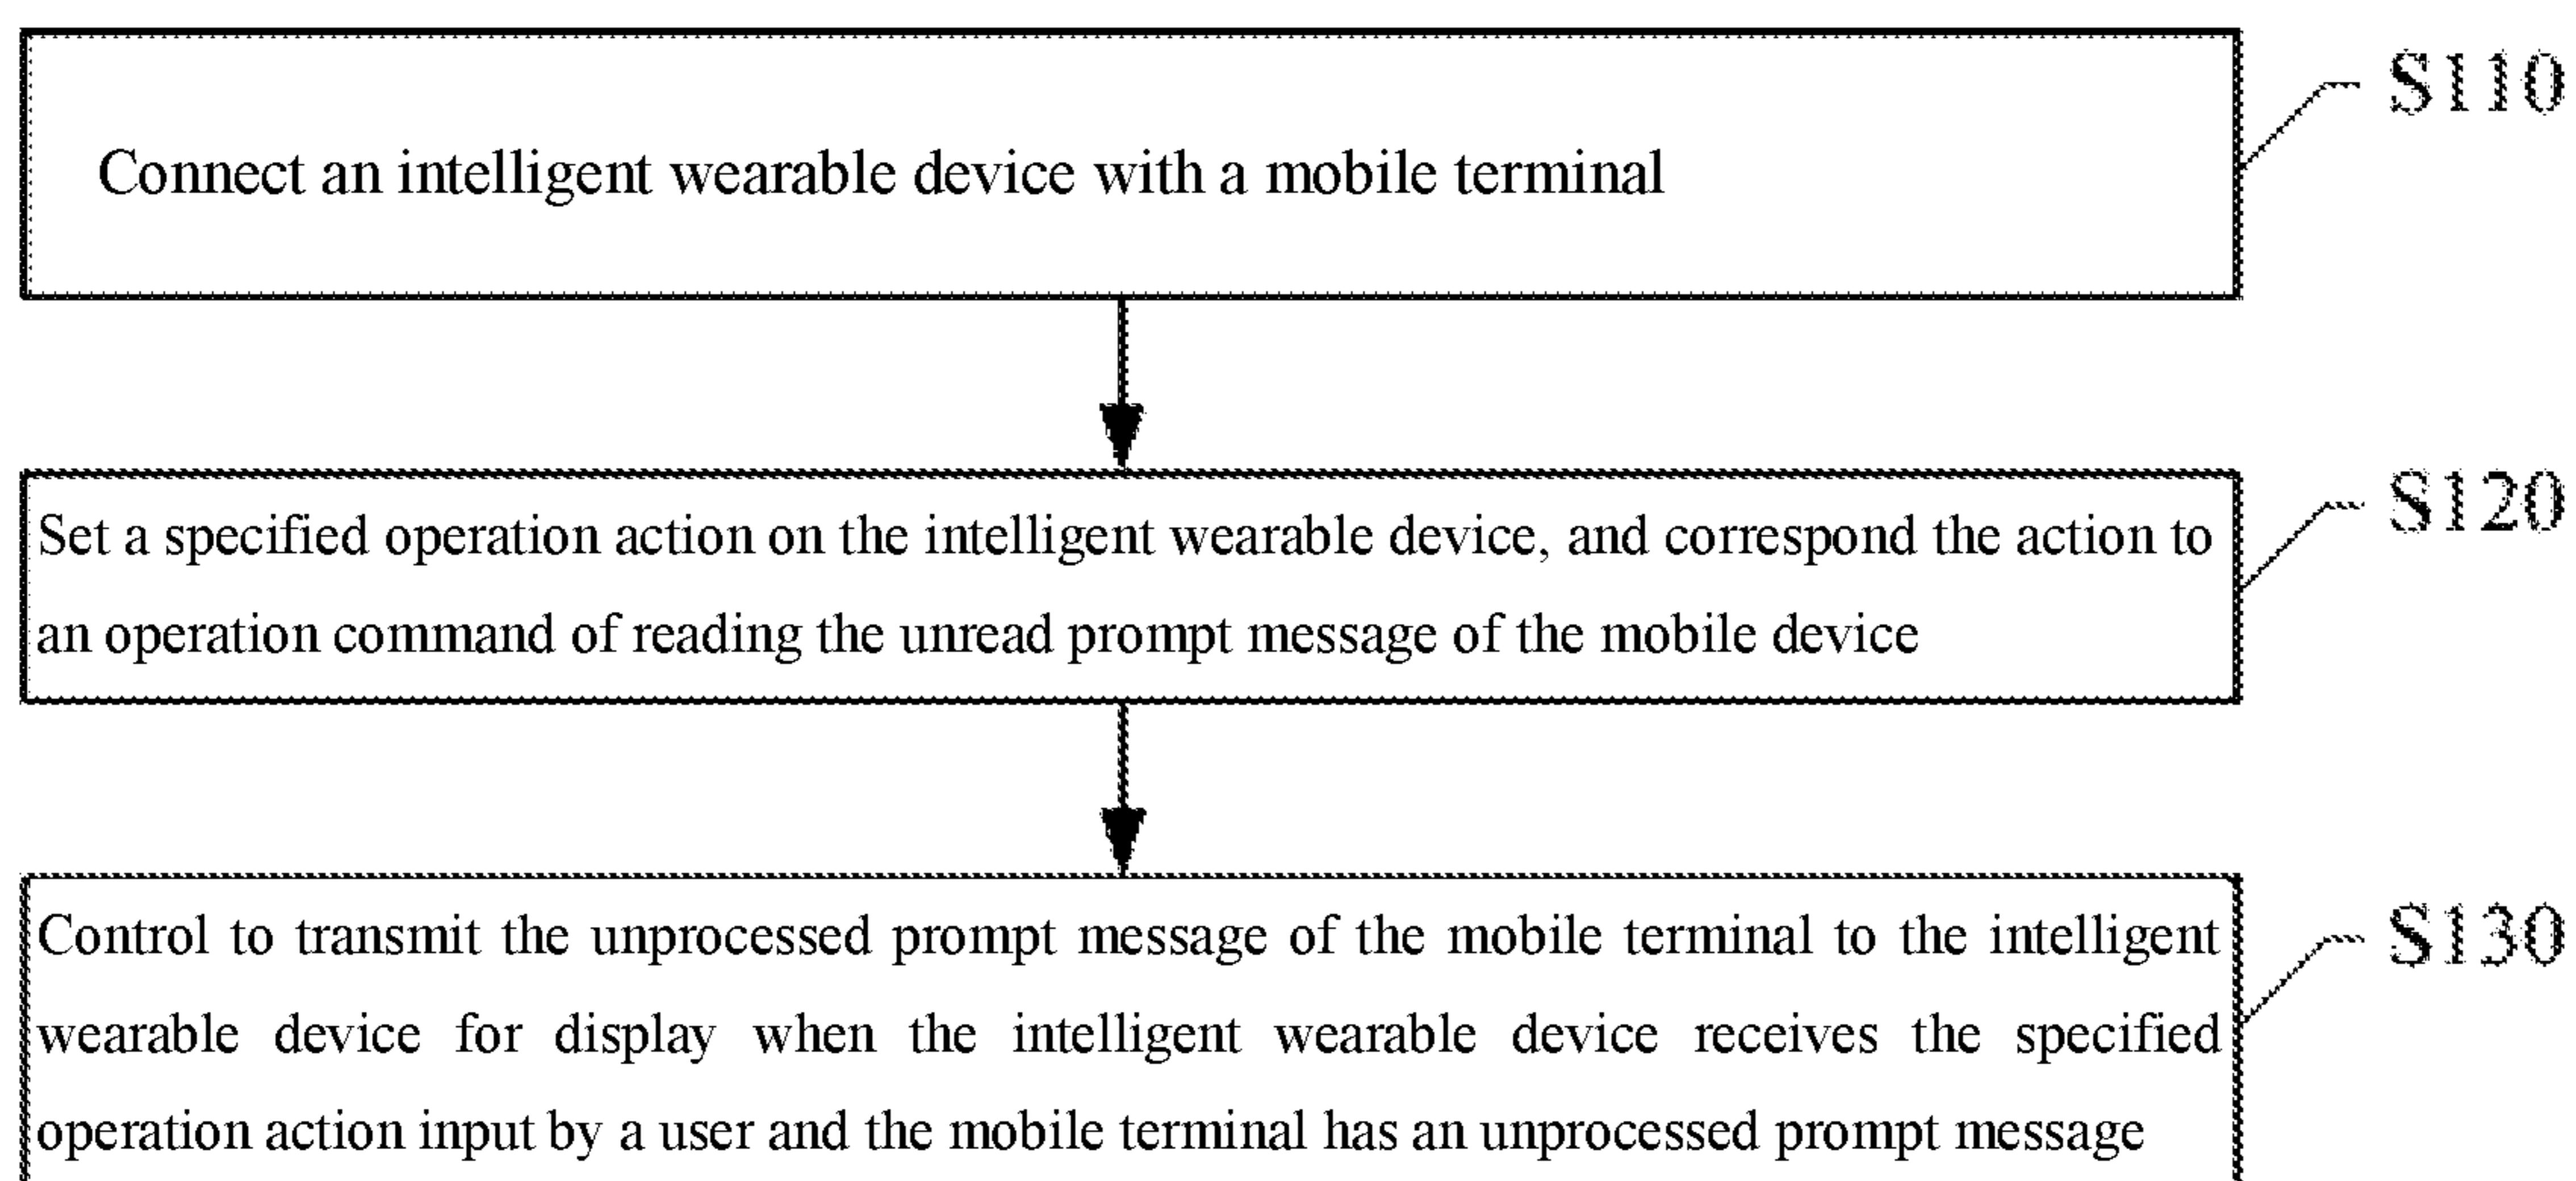 S110
Connect an intelligent wearable device with a mobile terminal
S120
Set a specified operation action on the intelligent wearable device, and correspond the action to
an operation command of reading the unread prompt message of the mobile device
S130
Control to transmit the unprocessed prompt message of the mobile terminal to the intelligent
wearable device for display when the intelligent wearable device receives the specified
operation action input by a user and the mobile terminal has an unprocessed prompt message